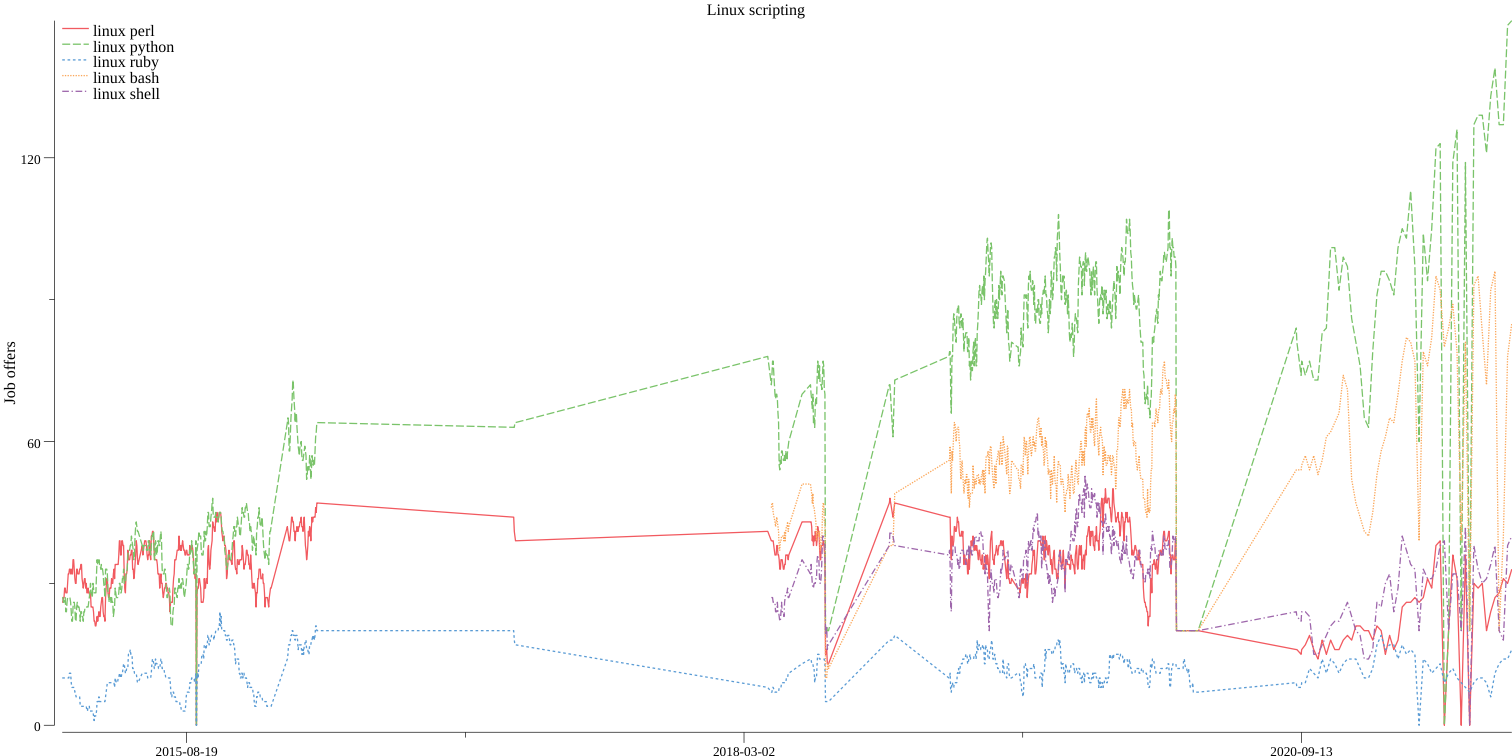 Linux scripting
linux perl
linux python
linux ruby
linux bash
linux shell
120
60
0
Job offers
2015-08-19
2018-03-02
2020-09-13